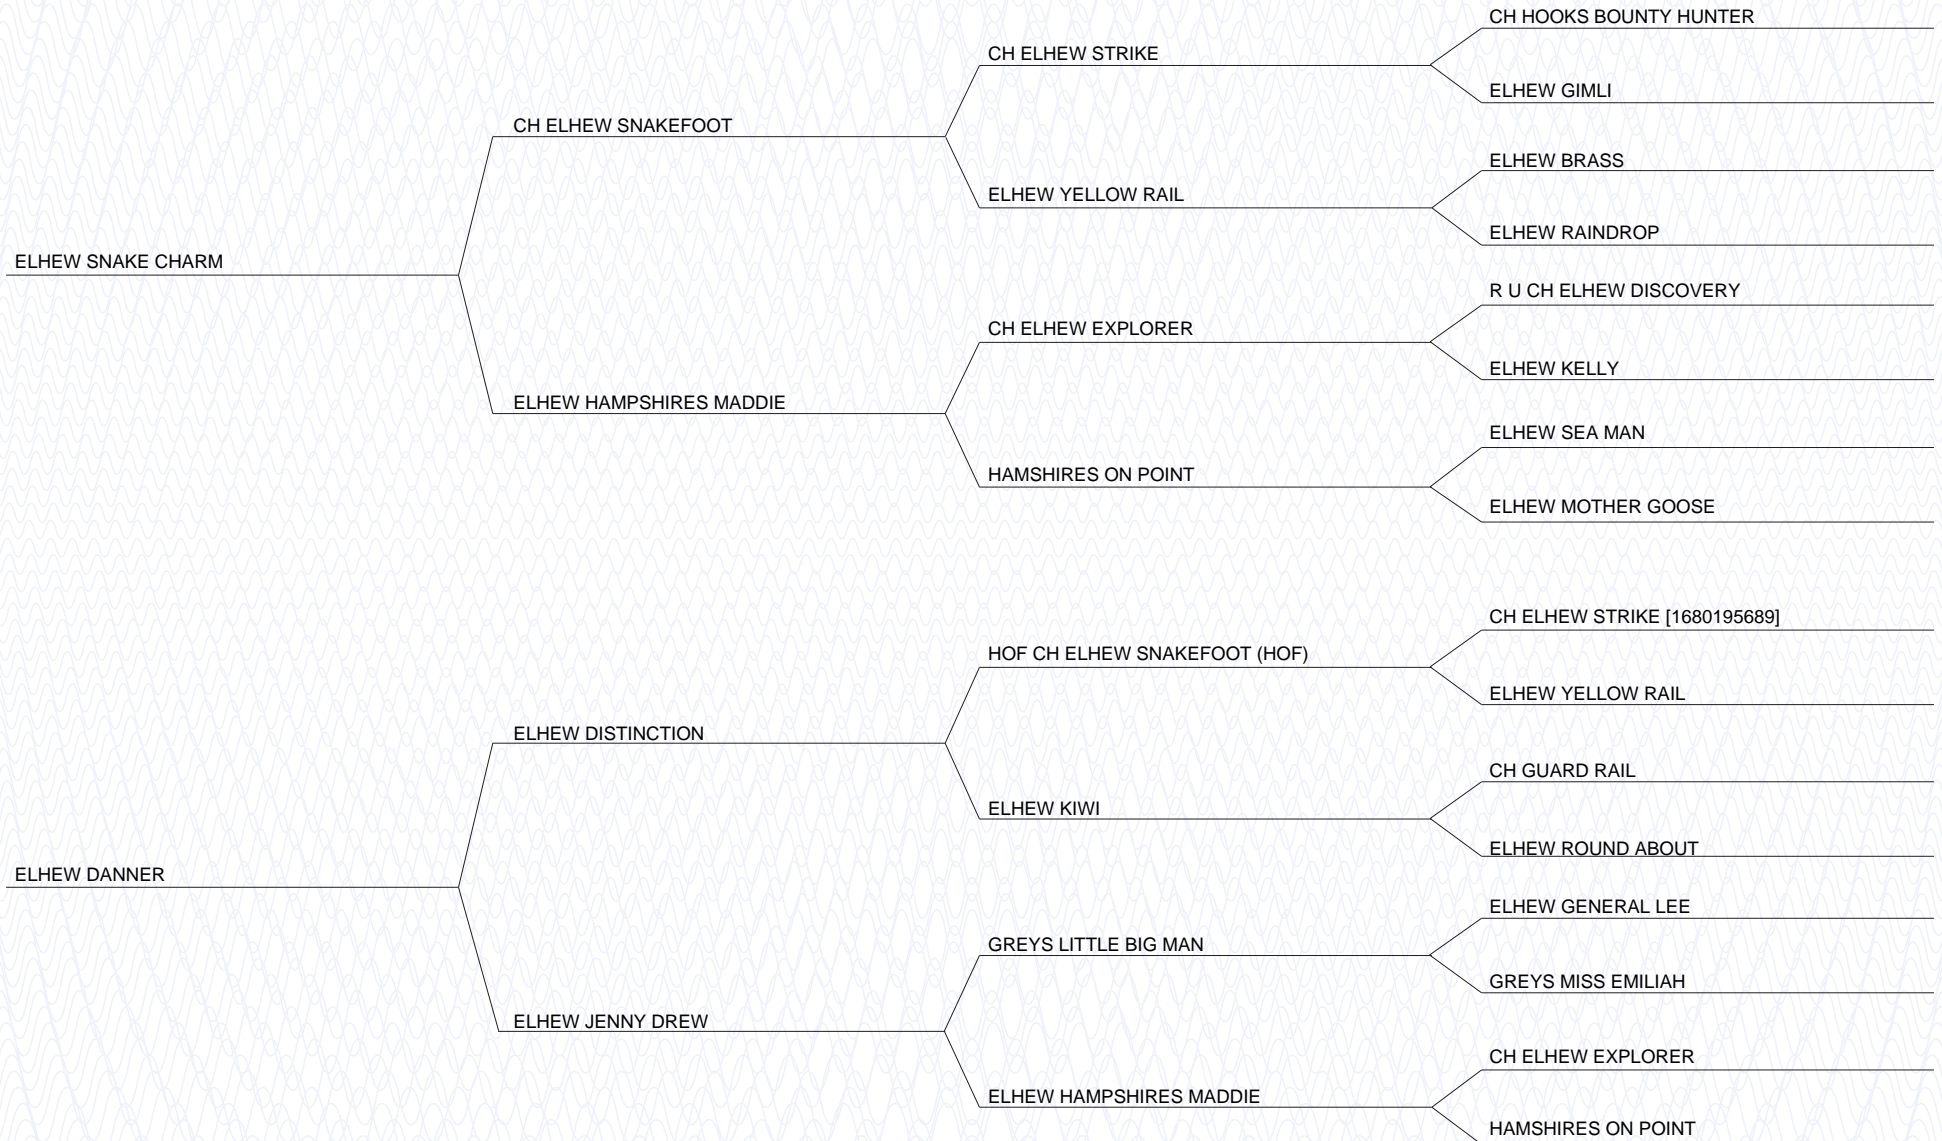 CH HOOKS BOUNTY HUNTER
CH ELHEW STRIKE
ELHEW GIMLI
CH ELHEW SNAKEFOOT
ELHEW BRASS
ELHEW YELLOW RAIL
ELHEW RAINDROP
ELHEW SNAKE CHARM
R U CH ELHEW DISCOVERY
CH ELHEW EXPLORER
ELHEW KELLY
ELHEW HAMPSHIRES MADDIE
ELHEW SEA MAN
HAMSHIRES ON POINT
ELHEW MOTHER GOOSE
CH ELHEW STRIKE [1680195689]
HOF CH ELHEW SNAKEFOOT (HOF)
ELHEW YELLOW RAIL
ELHEW DISTINCTION
CH GUARD RAIL
ELHEW KIWI
ELHEW ROUND ABOUT
ELHEW DANNER
ELHEW GENERAL LEE
GREYS LITTLE BIG MAN
GREYS MISS EMILIAH
ELHEW JENNY DREW
CH ELHEW EXPLORER
ELHEW HAMPSHIRES MADDIE
HAMSHIRES ON POINT